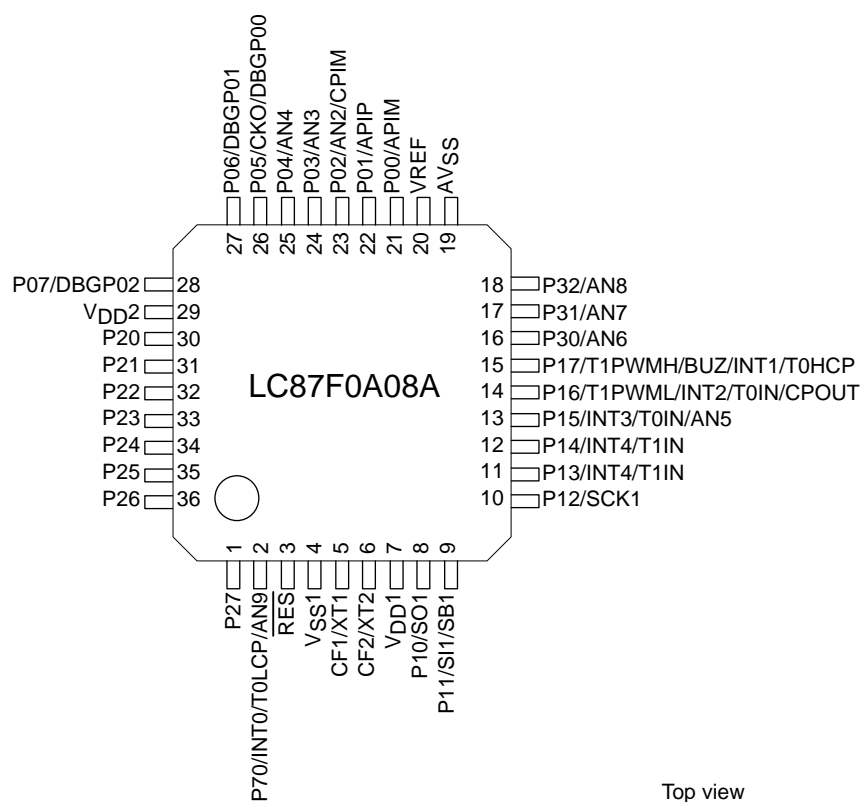 P06/DBGP01
P05/CKO/DBGP00
P04/AN4
P03/AN3
P02/AN2/CPIM
P01/APIP
P00/APIM
VREF
AVSS
27
26
25
24
23
22
21
20
19
P07/DBGP02 28
VDD2 29
P20 30
P21 31
P22 32
P23 33
P24 34
P25 35
P26 36
LC87F0A08A
18 P32/AN8
17 P31/AN7
16 P30/AN6
15 P17/T1PWMH/BUZ/INT1/T0HCP
14 P16/T1PWML/INT2/T0IN/CPOUT
13 P15/INT3/T0IN/AN5
12 P14/INT4/T1IN
11 P13/INT4/T1IN
10 P12/SCK1
1
2
3
4
5
6
7
8
9
P27
P70/INT0/T0LCP/AN9
RES
VSS1
CF1/XT1
CF2/XT2
VDD1
P10/SO1
P11/SI1/SB1
Top view